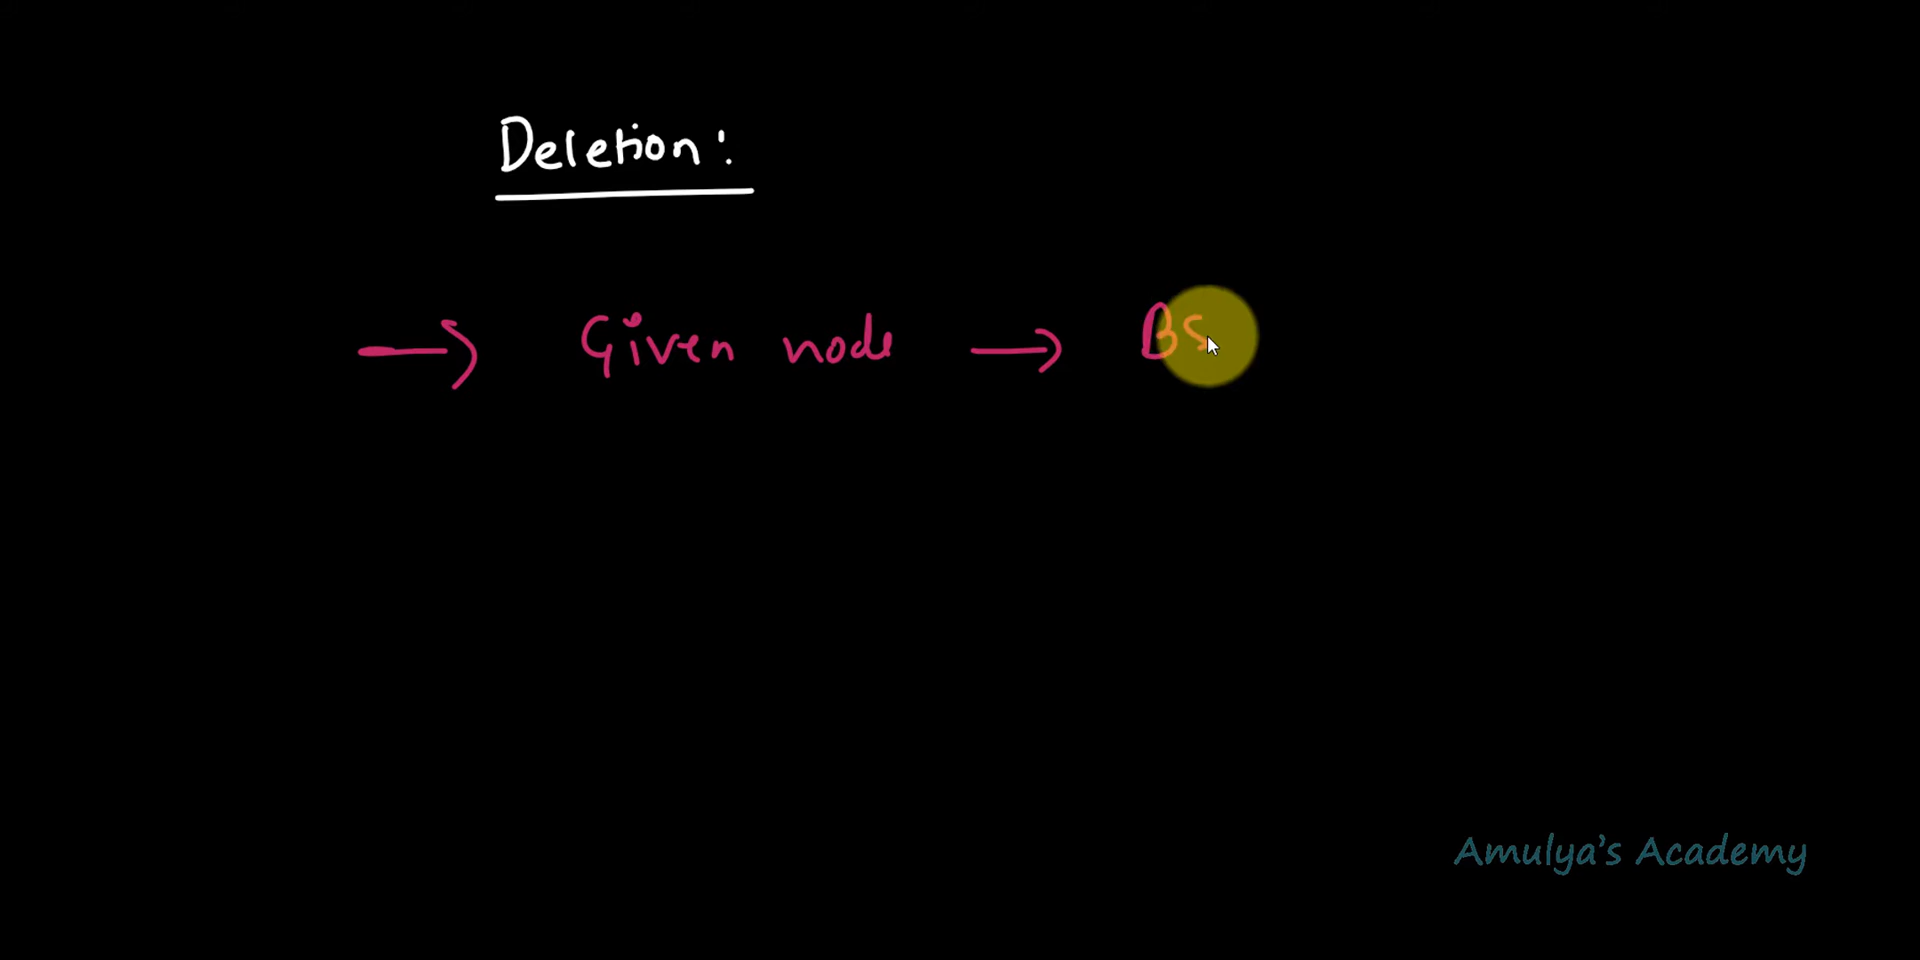 Deletion:
→ Given node → BS
Amulya's Academy